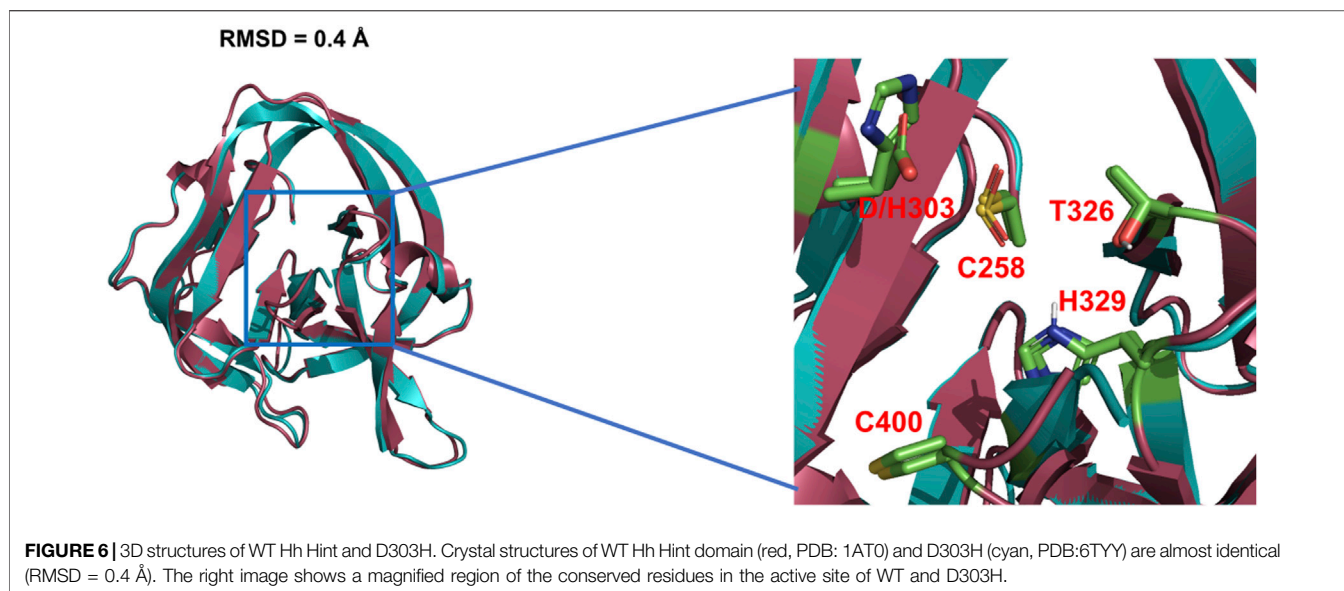 RMSD = 0.4 Å
D/H303
C258
T326
H329
C400
FIGURE 6 | 3D structures of WT Hh Hint and D303H. Crystal structures of WT Hh Hint domain (red, PDB: 1AT0) and D303H (cyan, PDB:6TYY) are almost identical
(RMSD = 0.4 Å). The right image shows a magnified region of the conserved residues in the active site of WT and D303H.